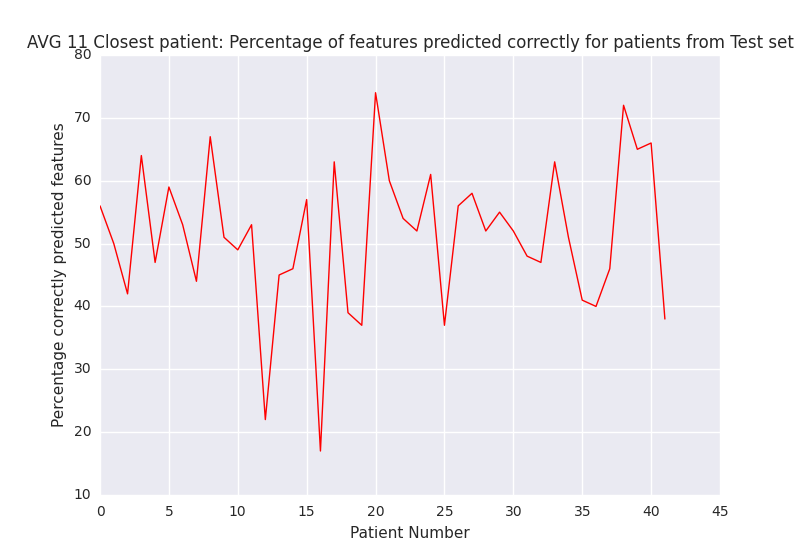 AVG 11 Closest patient: Percentage of features predicted correctly for patients from Test set
80
70
60
50
40
30
20
10
Percentage correctly predicted features
0 5 10 15 20 25 30 35 40 45
Patient Number